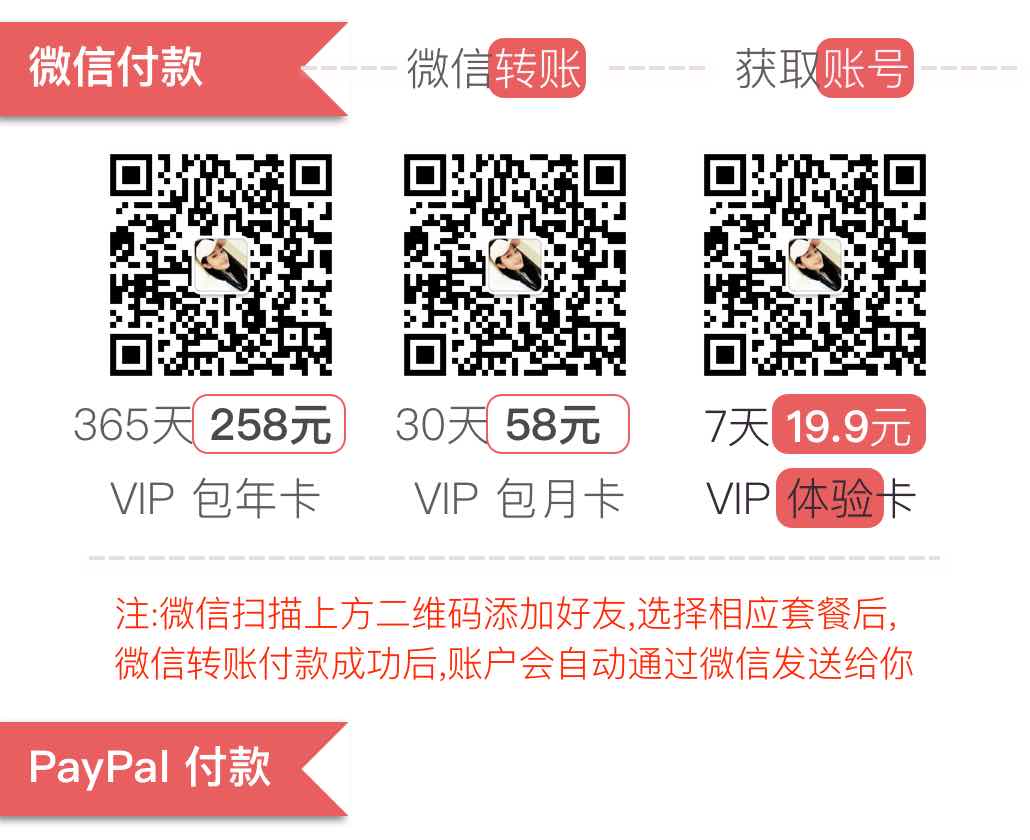 微信付款 微信转账 获取账号
365天 258元 30天 58元 7天 19.9元
VIP 包年卡 VIP 包月卡 VIP 体验卡
注:微信扫描上方二维码添加好友,选择相应套餐后,
微信转账付款成功后,账户会自动通过微信发送给你
PayPal 付款